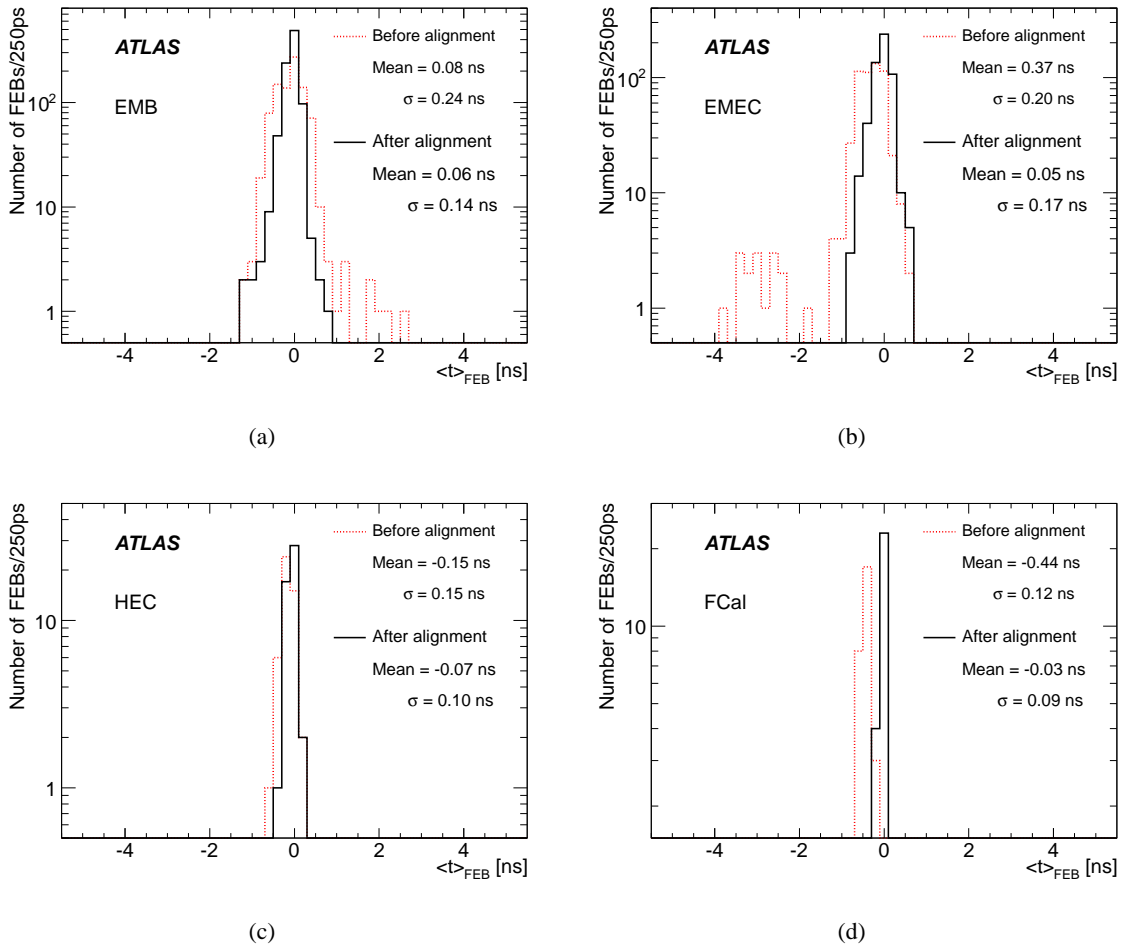 Number of FEBs/250ps
10²
10
1
ATLAS
EMB
Before alignment
Mean = 0.08 ns
σ = 0.24 ns
After alignment
Mean = 0.06 ns
σ = 0.14 ns
-4 -2 0 2 4
<t>FEB [ns]
(a)
Number of FEBs/250ps
10²
10
1
ATLAS
EMEC
Before alignment
Mean = 0.37 ns
σ = 0.20 ns
After alignment
Mean = 0.05 ns
σ = 0.17 ns
-4 -2 0 2 4
<t>FEB [ns]
(b)
Number of FEBs/250ps
10
1
ATLAS
HEC
Before alignment
Mean = -0.15 ns
σ = 0.15 ns
After alignment
Mean = -0.07 ns
σ = 0.10 ns
-4 -2 0 2 4
<t>FEB [ns]
(c)
Number of FEBs/250ps
10
ATLAS
FCal
Before alignment
Mean = -0.44 ns
σ = 0.12 ns
After alignment
Mean = -0.03 ns
σ = 0.09 ns
-4 -2 0 2 4
<t>FEB [ns]
(d)